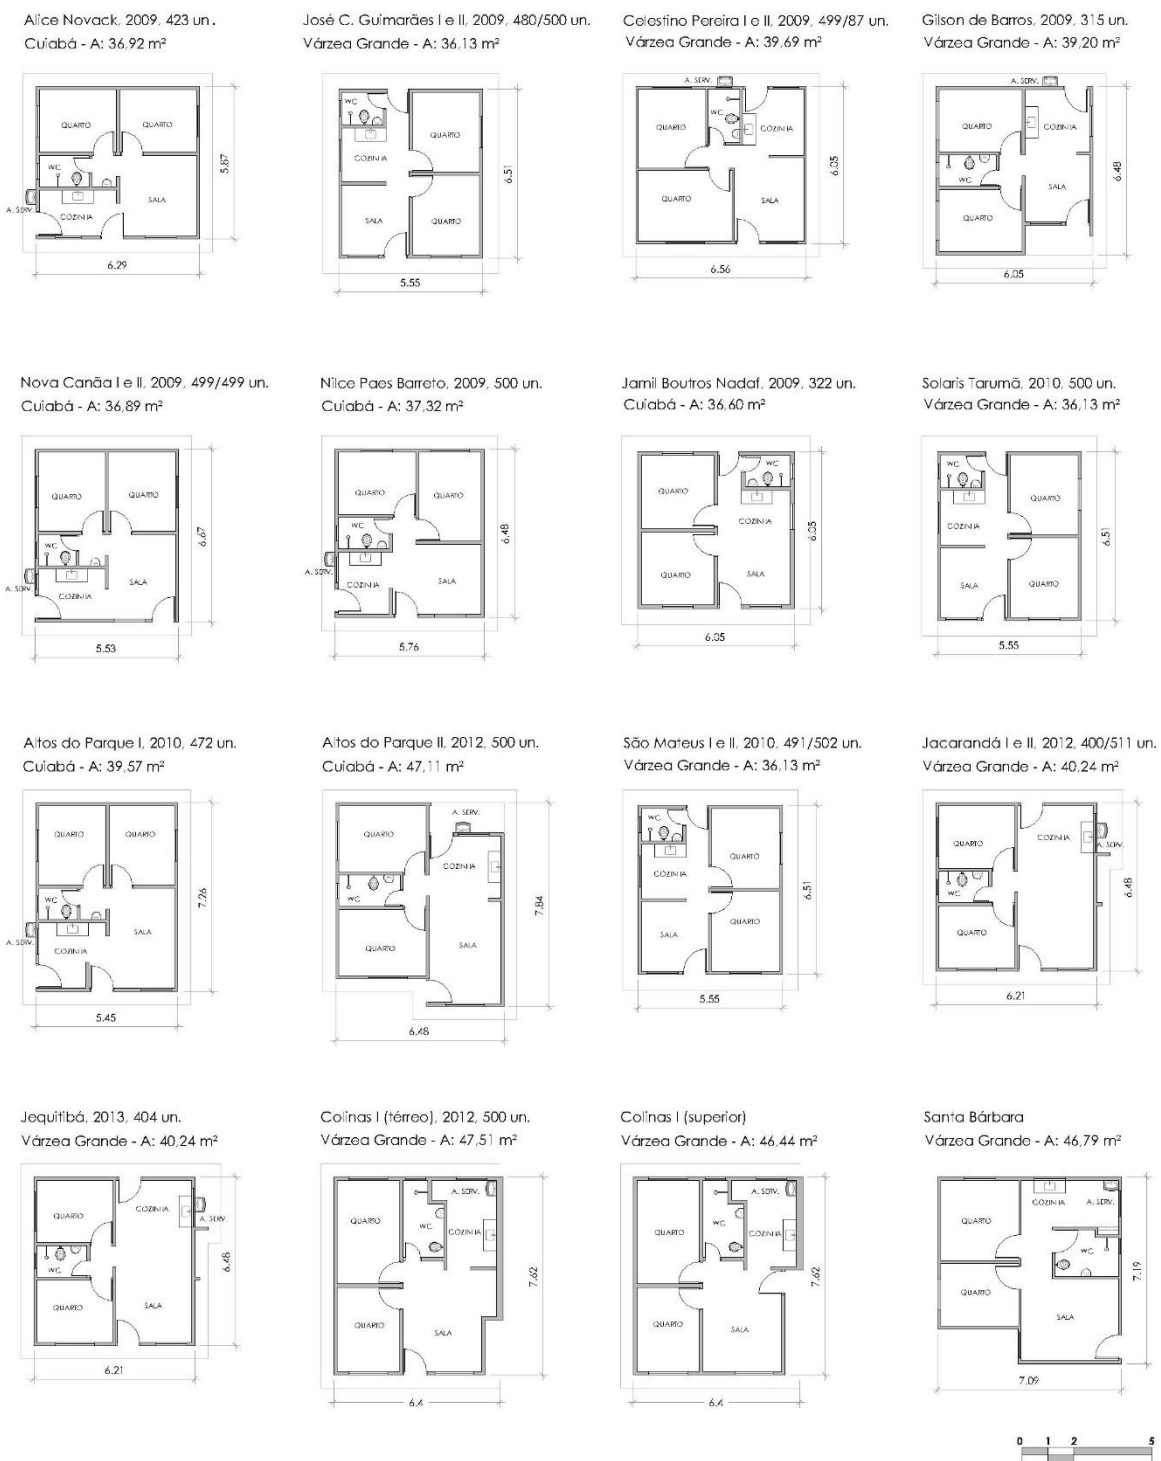 Alice Novack, 2009, 423 un.
Cuiabá - A: 36,92 m²
QUARTO
QUARTO
WC
SALA
A. SERV.
COZINHA
5.87
6.29
José C. Guimarães I e II, 2009, 480/500 un.
Várzea Grande - A: 36,13 m²
WC
QUARTO
COZINHA
SALA
QUARTO
6.51
5.55
Celestino Pereira I e II, 2009, 499/87 un.
Várzea Grande - A: 39,69 m²
A. SERV.
QUARTO
WC
COZINHA
QUARTO
SALA
6.05
6.56
Gilson de Barros, 2009, 315 un.
Várzea Grande - A: 39,20 m²
A. SERV.
QUARTO
COZINHA
WC
SALA
QUARTO
6.48
6.05
Nova Canãa I e II, 2009, 499/499 un.
Cuiabá - A: 36,89 m²
QUARTO
QUARTO
WC
A. SERV.
COZINHA
SALA
6.67
5.53
Nilce Paes Barreto, 2009, 500 un.
Cuiabá - A: 37,32 m²
QUARTO
QUARTO
WC
A. SERV.
COZINHA
SALA
6.48
5.76
Jamil Boutros Nadaf, 2009, 322 un.
Cuiabá - A: 36,60 m²
WC
QUARTO
COZINHA
QUARTO
SALA
6.05
6.05
Solaris Tarumã, 2010, 500 un.
Várzea Grande - A: 36,13 m²
WC
QUARTO
COZINHA
SALA
QUARTO
6.51
5.55
Altos do Parque I, 2010, 472 un.
Cuiabá - A: 39,57 m²
QUARTO
QUARTO
WC
A. SERV.
SALA
COZINHA
7.26
5.45
Altos do Parque II, 2012, 500 un.
Cuiabá - A: 47,11 m²
A. SERV.
QUARTO
COZINHA
WC
QUARTO
SALA
7.84
6.48
São Mateus I e II, 2010, 491/502 un.
Várzea Grande - A: 36,13 m²
WC
QUARTO
COZINHA
SALA
QUARTO
6.51
5.55
Jacarandá I e II, 2012, 400/511 un.
Várzea Grande - A: 40,24 m²
QUARTO
COZINHA
A. SERV.
WC
QUARTO
SALA
6.48
6.21
Jequitibá, 2013, 404 un.
Várzea Grande - A: 40,24 m²
QUARTO
COZINHA
A. SERV.
WC
QUARTO
SALA
6.48
6.21
Colinas I (térreo), 2012, 500 un.
Várzea Grande - A: 47,51 m²
A. SERV.
QUARTO
WC
COZINHA
QUARTO
SALA
7.62
6.4
Colinas I (superior)
Várzea Grande - A: 46,44 m²
A. SERV.
QUARTO
WC
COZINHA
QUARTO
SALA
7.62
6.4
Santa Bárbara
Várzea Grande - A: 46,79 m²
COZINHA
A. SERV.
QUARTO
WC
QUARTO
SALA
7.19
7.09
0 1 2 5